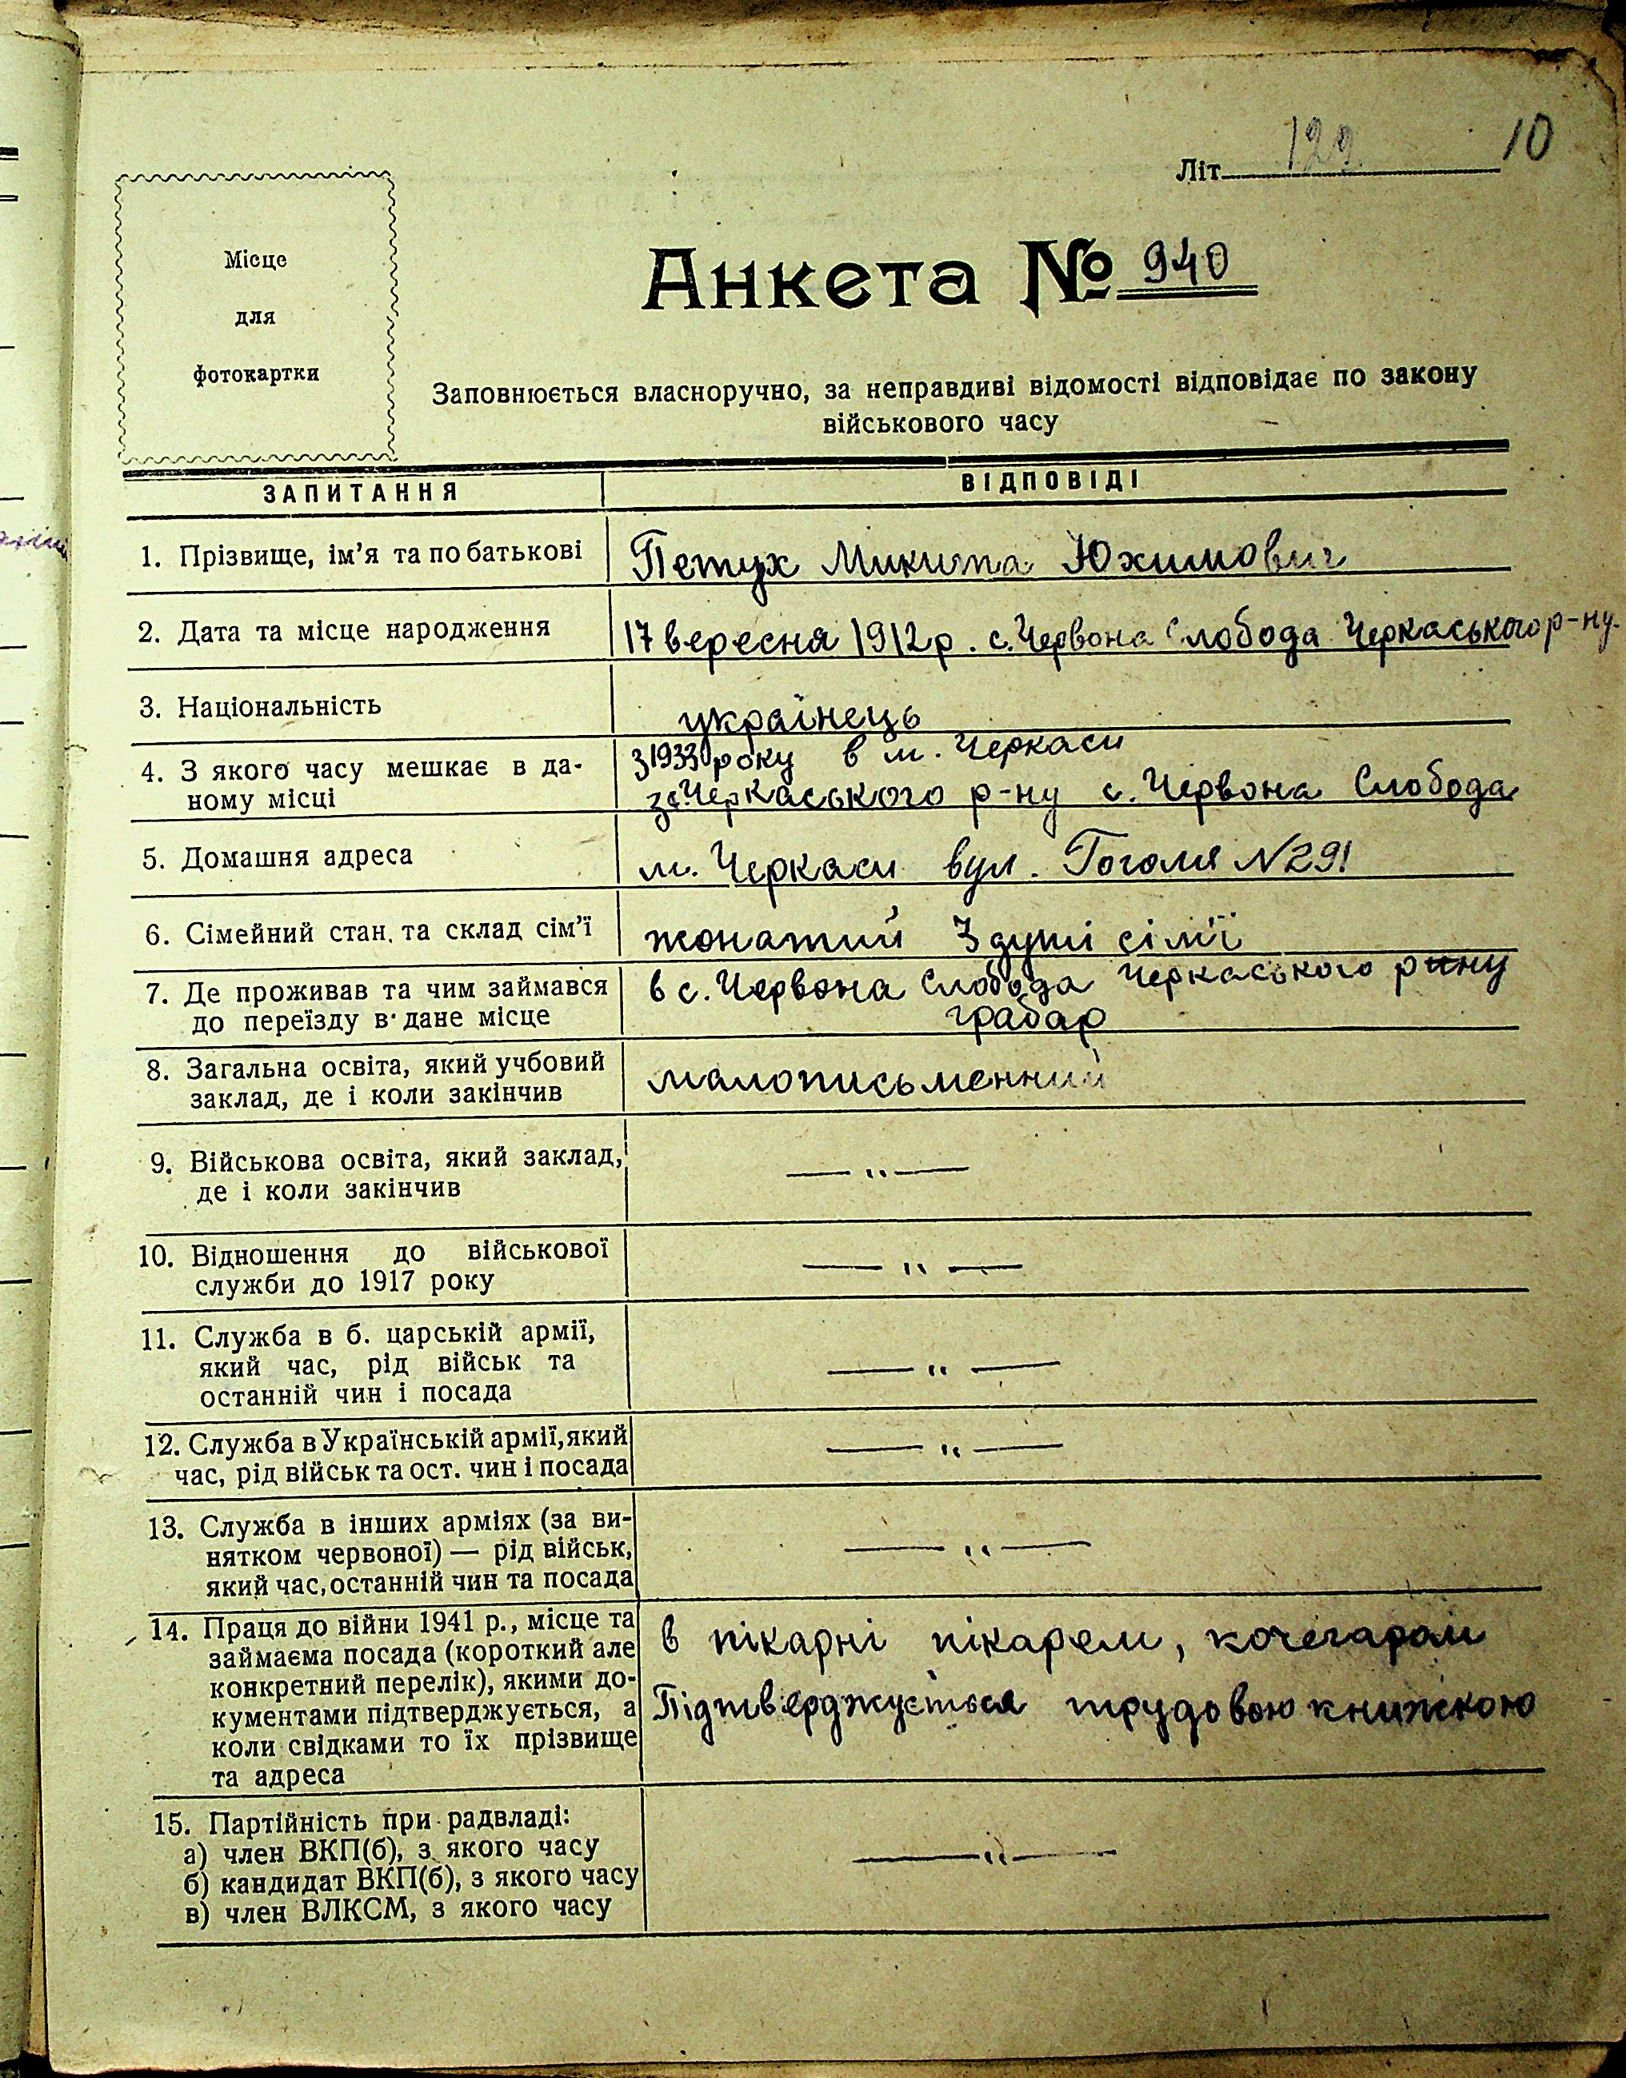 Літ. 129 10
Місце
для
фотокартки
Анкета № 940
Заповнюється власноручно, за неправдиві відомості відповідає по закону
військового часу
ЗАПИТАННЯ ВІДПОВІДІ
1. Прізвище, ім'я та по батькові Петух Микита Юхимович
2. Дата та місце народження 17 вересня 1912 р. с. Червона Слобода Черкаського р-ну.
3. Національність українець
4. З якого часу мешкає в да- З 1933 року в м. Черкаси
ному місці Черкаського р-ну с. Червона Слобода
5. Домашня адреса м. Черкаси вул. Гоголя N 291
6. Сімейний стан та склад сім'ї жонатий 3 душі сім'ї
7. Де проживав та чим займався в с. Червона Слобода Черкаського
до переїзду в дане місце грабар
8. Загальна освіта, який учбовий малописьменний
заклад, де і коли закінчив
9. Військова освіта, який заклад, — " —
де і коли закінчив
10. Відношення до військової — " —
служби до 1917 року
11. Служба в б. царській армії,
який час, рід військ та — " —
останній чин і посада
12. Служба в Українській армії, який — " —
час, рід військ та ост. чин і посада
13. Служба в інших арміях (за ви-
нятком червоної) — рід військ, — " —
який час, останній чин та посада
14. Праця до війни 1941 р., місце та в пікарні пікарем, кочегаром
займаєма посада (короткий але
конкретний перелік), якими до-
кументами підтверджується, а Підтверджується трудовою книжкою
коли свідками то їх прізвище
та адреса
15. Партійність при радвладі:
а) член ВКП(б), з якого часу — " —
б) кандидат ВКП(б), з якого часу
в) член ВЛКСМ, з якого часу